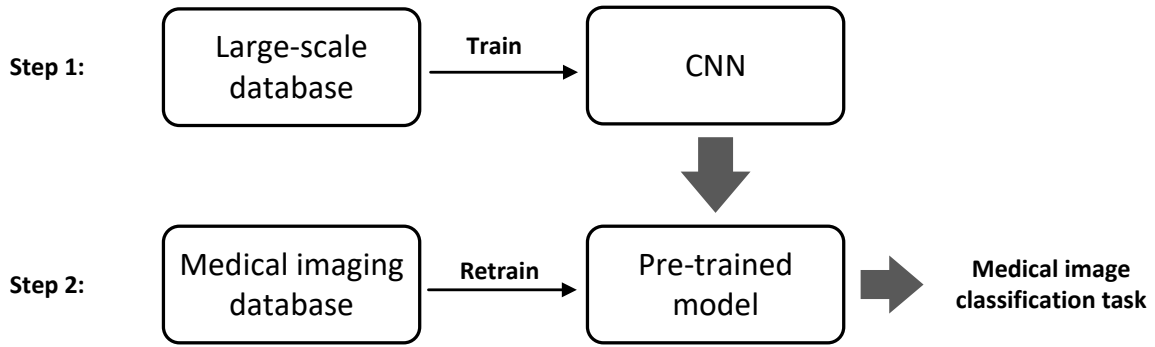 Step 1:
Large-scale
database
Train
CNN
Step 2:
Medical imaging
database
Retrain
Pre-trained
model
Medical image
classification task